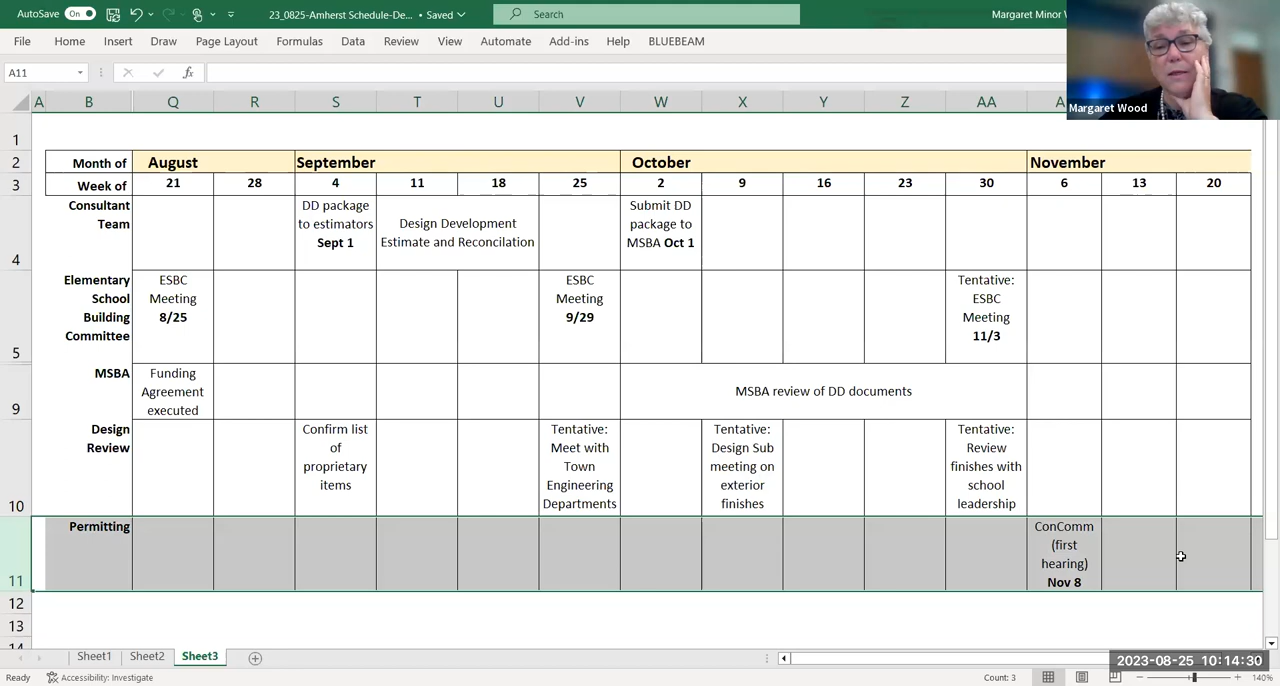 AutoSave On 23_0825-Amherst Schedule-De... • Saved Search Margaret Minor W
File Home Insert Draw Page Layout Formulas Data Review View Automate Add-ins Help BLUEBEAM
A11 fx
Margaret Wood
A B Q R S T U V W X Y Z AA
1
2 Month of August September October November
3 Week of 21 28 4 11 18 25 2 9 16 23 30 6 13 20
Consultant
Team
DD package
to estimators
Sept 1
Design Development
Estimate and Reconcilation
Submit DD
package to
MSBA Oct 1
4
Elementary
School
Building
Committee
ESBC
Meeting
8/25
ESBC
Meeting
9/29
Tentative:
ESBC
Meeting
11/3
5
MSBA
Funding
Agreement
executed
MSBA review of DD documents
9
Design
Review
Confirm list
of
proprietary
items
Tentative:
Meet with
Town
Engineering
Departments
Tentative:
Design Sub
meeting on
exterior
finishes
Tentative:
Review
finishes with
school
leadership
10
Permitting
ConComm
(first
hearing)
Nov 8
11
12
13
14
Sheet1 Sheet2 Sheet3
2023-08-25 10:14:30
Ready Accessibility: Investigate Count: 3 140%